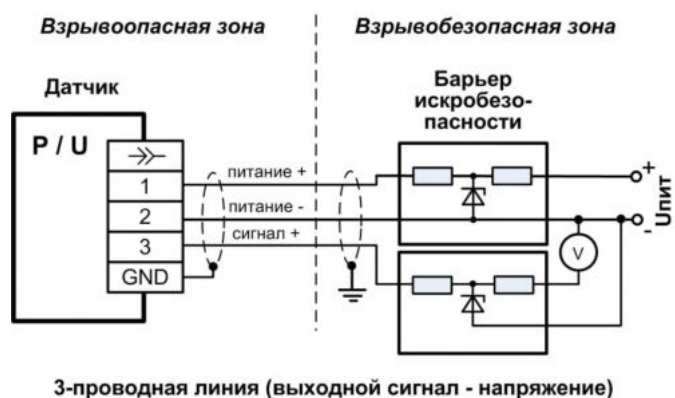 Взрывоопасная зона
Взрывобезопасная зона
Датчик
Барьер
искробезо-
пасности
P / U
1
2
3
GND
питание +
питание -
сигнал +
+
-
Uпит
V
3-проводная линия (выходной сигнал - напряжение)